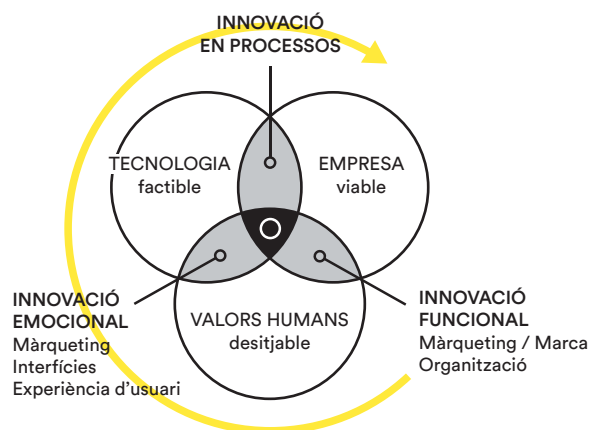 INNOVACIÓ
EN PROCESSOS
TECNOLOGIA
factible
EMPRESA
viable
INNOVACIÓ
EMOCIONAL
Màrqueting
Interfícies
Experiència d'usuari
VALORS HUMANS
desitjable
INNOVACIÓ
FUNCIONAL
Màrqueting / Marca
Organització